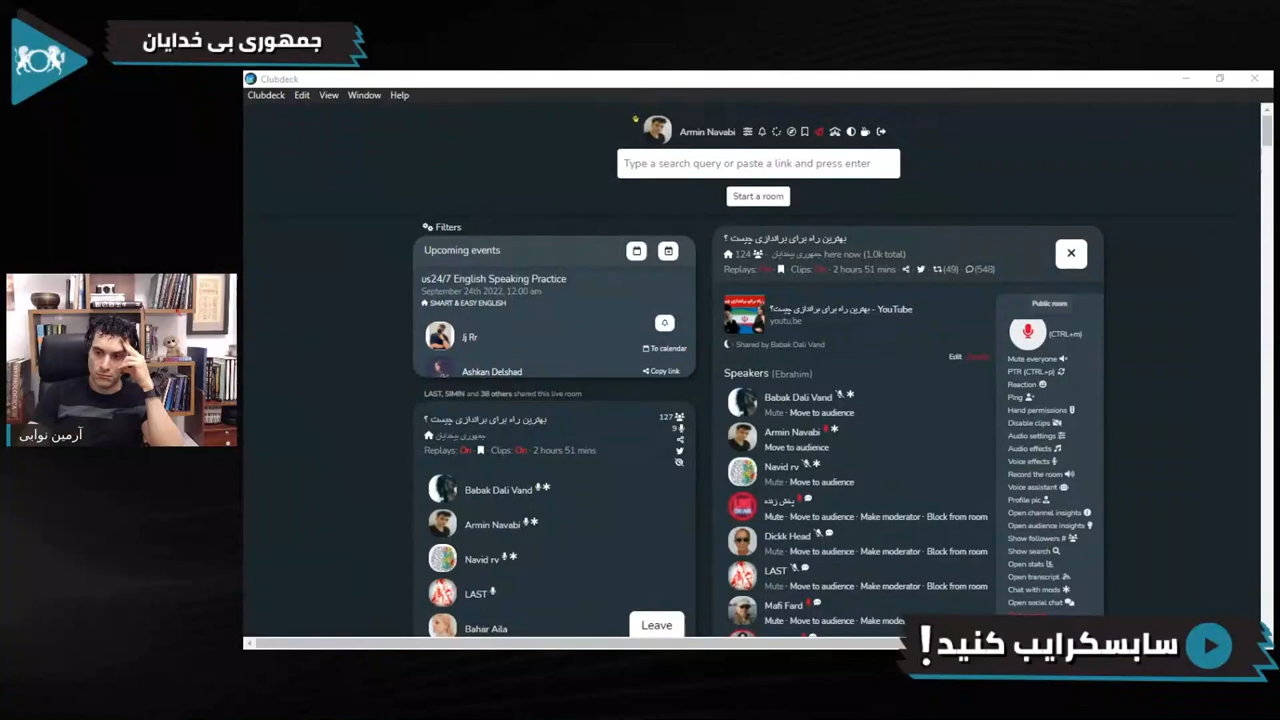 جمهوری بی خدایان
Clubdeck
Clubdeck Edit View Window Help
Armin Navabi
Type a search query or paste a link and press enter
Start a room
Filters
Upcoming events
us24/7 English Speaking Practice
September 24th 2022, 12:00 am
SMART & EASY ENGLISH
Jj Rr
To calendar
Ashkan Delshad
Copy link
LAST, SIMIN and 38 others shared this live room
بهترین راه برای براندازی چیست ؟
127
جمهوری بیخدایان
9
Replays: On · Clips: On · 2 hours 51 mins
Babak Dali Vand
Armin Navabi
Navid rv
LAST
Bahar Aila
Leave
بهترین راه برای براندازی چیست ؟
124 جمهوری بیخدایان here now (1.0k total)
Replays: On · Clips: On · 2 hours 51 mins (49) (548)
بهترین راه برای براندازی چیست؟ - YouTube
youtu.be
Shared by Babak Dali Vand
Edit
Speakers (Ebrahim)
Babak Dali Vand
Mute · Move to audience
Armin Navabi
Move to audience
Navid rv
Mute · Move to audience
پخش زنده
Mute · Move to audience · Make moderator · Block from room
Dickk Head
Mute · Move to audience · Make moderator · Block from room
LAST
Mute · Move to audience · Make moderator · Block from room
Mafi Fard
Mute · Move to audience · Make
Public room
(CTRL+m)
Mute everyone
PTR (CTRL+p)
Reaction
Ping
Hand permissions
Disable clips
Audio settings
Audio effects
Voice effects
Record the room
Voice assistant
Profile pic
Open channel insights
Open audience insights
Show followers #
Show search
Open stats
Open transcript
Chat with mods
Open social chat
آرمین نوابی
سابسکرایب کنید!